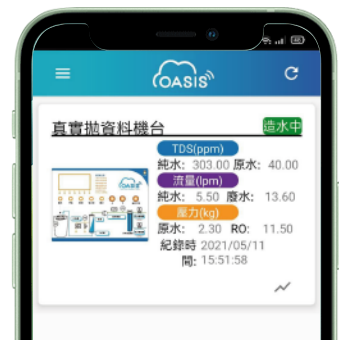 OASIS
真實拋資料機台
造水中
TDS(ppm)
純水: 303.00 原水: 40.00
流量(lpm)
純水: 5.50 廢水: 13.60
壓力(kg)
原水: 2.30 RO: 11.50
紀錄時間: 2021/05/11
15:51:58
OASIS